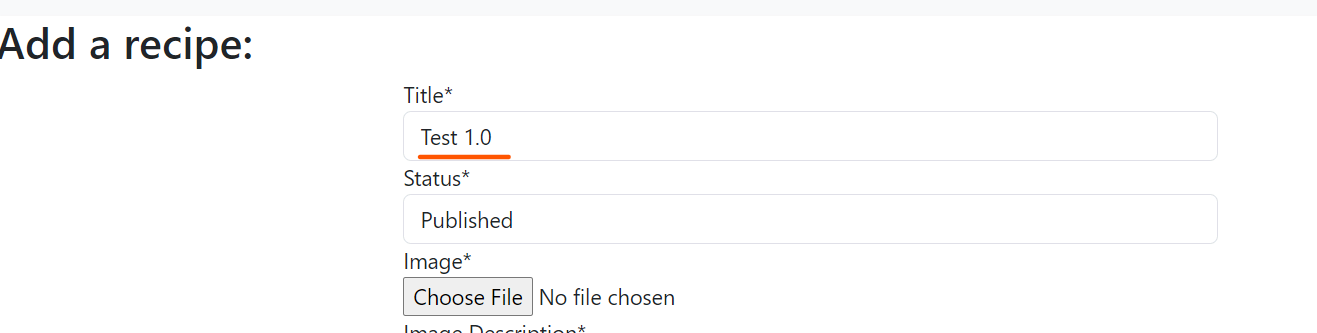 Add a recipe:
Title*
Test 1.0
Status*
Published
Image*
Choose File No file chosen
Image Description*